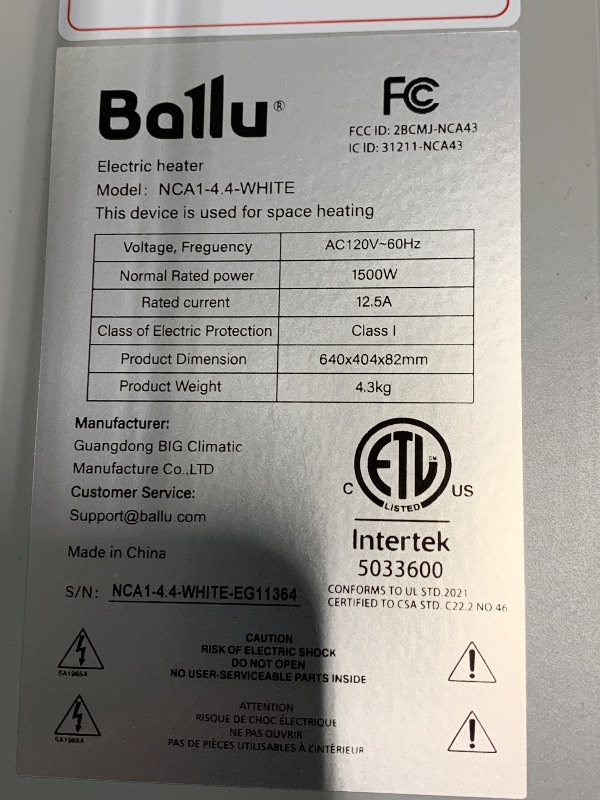 Ballu®
FC
FCC ID: 2BCMJ-NCA43
IC ID: 31211-NCA43
Electric heater
Model: NCA1-4.4-WHITE
This device is used for space heating
Voltage, Freguency AC120V~60Hz
Normal Rated power 1500W
Rated current 12.5A
Class of Electric Protection Class I
Product Dimension 640x404x82mm
Product Weight 4.3kg
Manufacturer:
Guangdong BIG Climatic
Manufacture Co.,LTD
Customer Service:
Support@ballu.com
Made in China
S/N: NCA1-4.4-WHITE-EG11364
ETL CM
C US
LISTED
Intertek
5033600
CONFORMS TO UL STD.2021
CERTIFIED TO CSA STD. C22.2 NO.46
CAUTION
RISK OF ELECTRIC SHOCK
DO NOT OPEN
NO USER-SERVICEABLE PARTS INSIDE
SA1965A
!
ATTENTION
RISQUE DE CHOC ÉLECTRIQUE
NE PAS OUVRIR
PAS DE PIÈCES UTILISABLES À L'INTÉRIEUR
SA1965A
!